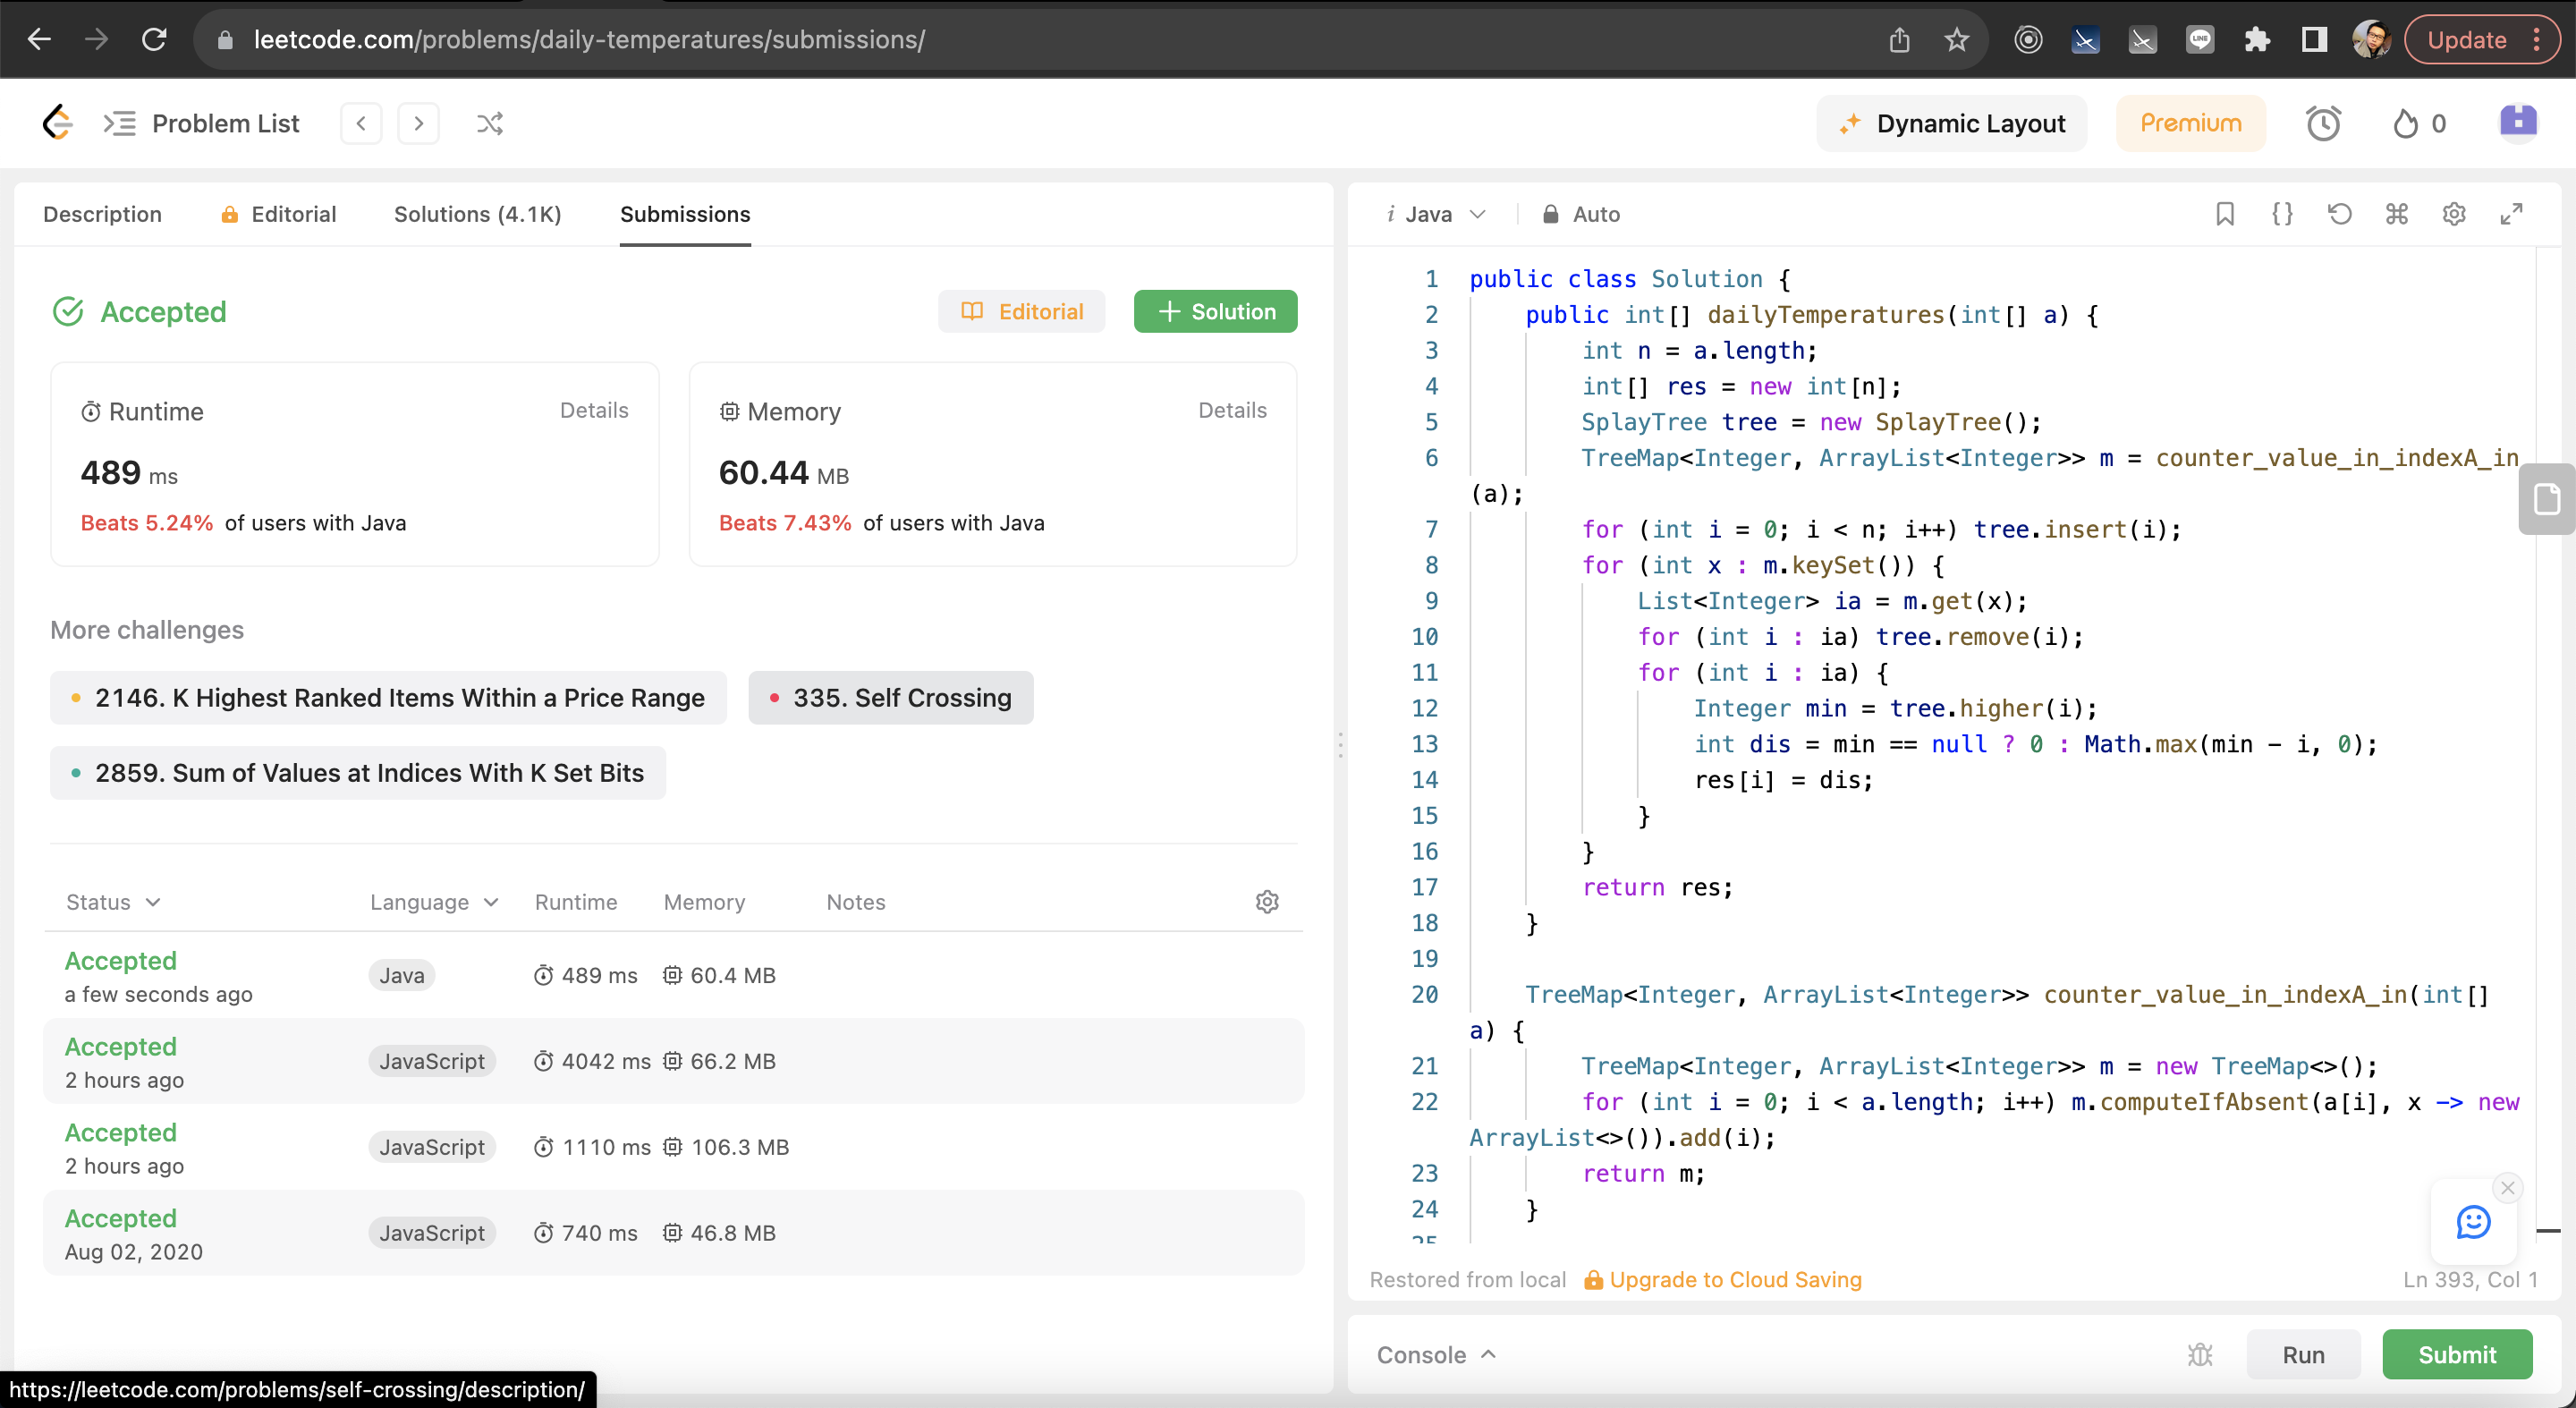 leetcode.com/problems/daily-temperatures/submissions/
Update
Problem List
Dynamic Layout
Premium
0
Description
Editorial
Solutions (4.1K)
Submissions
Accepted
Editorial
Solution
Runtime
Details
489 ms
Beats 5.24% of users with Java
Memory
Details
60.44 MB
Beats 7.43% of users with Java
More challenges
2146. K Highest Ranked Items Within a Price Range
335. Self Crossing
2859. Sum of Values at Indices With K Set Bits
Status Language Runtime Memory Notes
Accepted
a few seconds ago
Java 489 ms 60.4 MB
Accepted
2 hours ago
JavaScript 4042 ms 66.2 MB
Accepted
2 hours ago
JavaScript 1110 ms 106.3 MB
Accepted
Aug 02, 2020
JavaScript 740 ms 46.8 MB
https://leetcode.com/problems/self-crossing/description/
i Java
Auto
1 public class Solution {
2 public int[] dailyTemperatures(int[] a) {
3 int n = a.length;
4 int[] res = new int[n];
5 SplayTree tree = new SplayTree();
6 TreeMap<Integer, ArrayList<Integer>> m = counter_value_in_indexA_in
(a);
7 for (int i = 0; i < n; i++) tree.insert(i);
8 for (int x : m.keySet()) {
9 List<Integer> ia = m.get(x);
10 for (int i : ia) tree.remove(i);
11 for (int i : ia) {
12 Integer min = tree.higher(i);
13 int dis = min == null ? 0 : Math.max(min - i, 0);
14 res[i] = dis;
15 }
16 }
17 return res;
18 }
19
20 TreeMap<Integer, ArrayList<Integer>> counter_value_in_indexA_in(int[]
a) {
21 TreeMap<Integer, ArrayList<Integer>> m = new TreeMap<>();
22 for (int i = 0; i < a.length; i++) m.computeIfAbsent(a[i], x -> new
ArrayList<>()).add(i);
23 return m;
24 }
25
Restored from local
Upgrade to Cloud Saving
Ln 393, Col 1
Console
Run
Submit